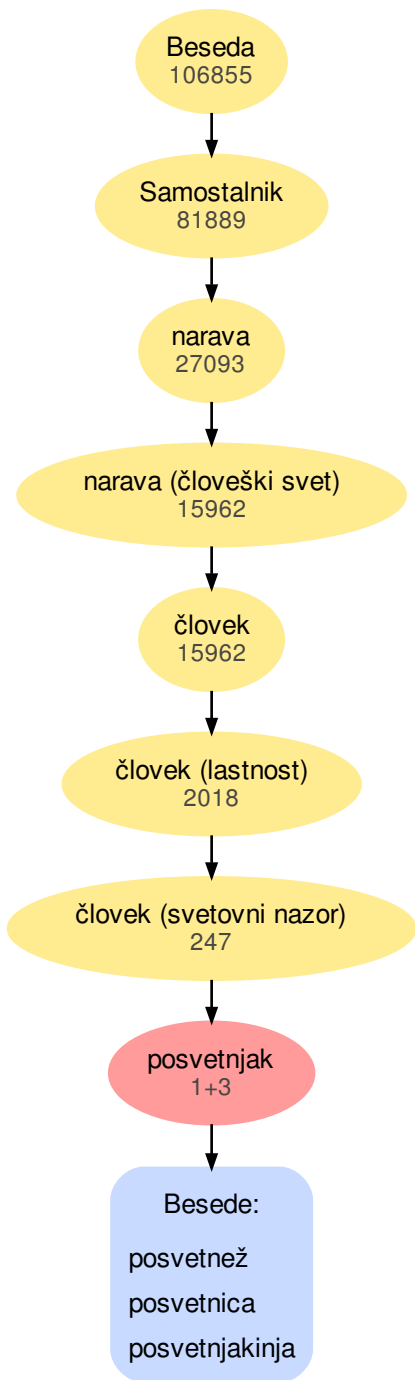 Beseda
106855
Samostalnik
81889
narava
27093
narava (človeški svet)
15962
človek
15962
človek (lastnost)
2018
človek (svetovni nazor)
247
posvetnjak
1+3
Besede:
posvetnež
posvetnica
posvetnjakinja